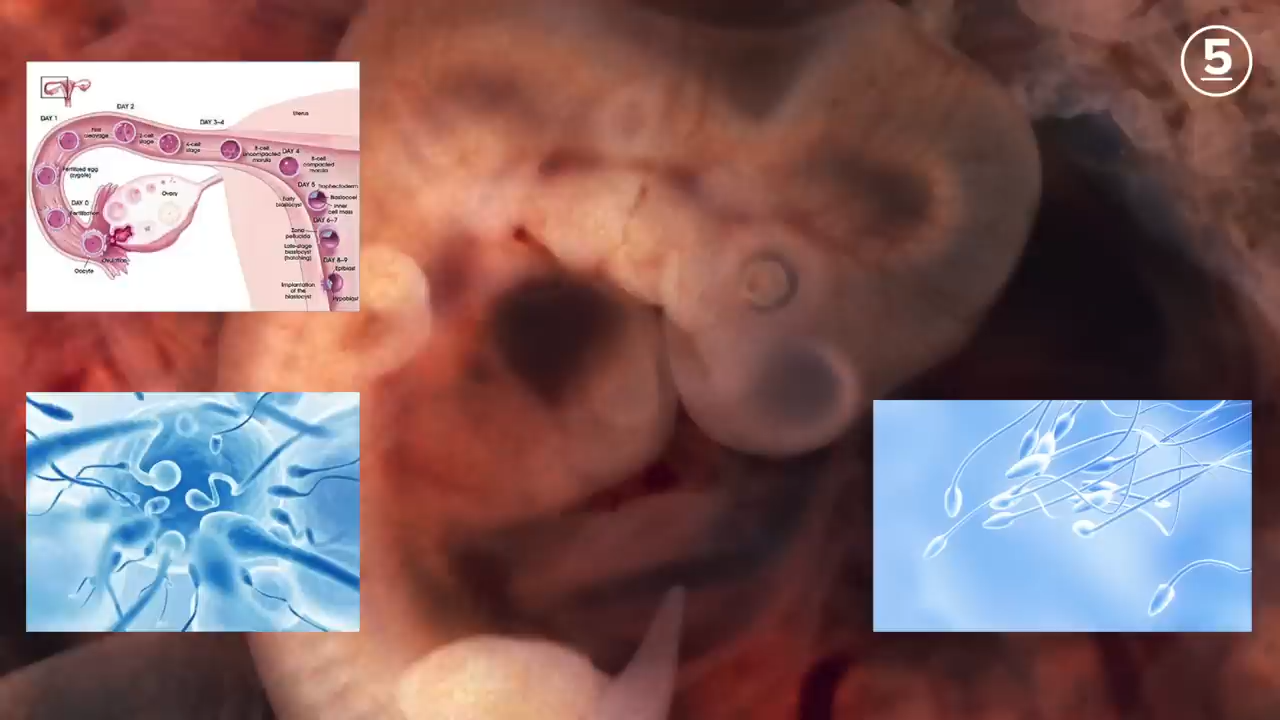 5
DAY 2
DAY 1
DAY 3–4
Uterus
First
cleavage
2-cell
stage
4-cell
stage
8-cell
uncompacted
morula
DAY 4
8-cell
compacted
morula
Fertilized egg
(zygote)
DAY 5
Trophectoderm
Early
blastocyst
Blastocoel
Inner
cell mass
Ovary
DAY 0
Fertilization
DAY 6–7
Zona
pellucida
Late-stage
blastocyst
(hatching)
Ovulation
Oocyte
DAY 8–9
Epiblast
Implantation
of the
blastocyst
Hypoblast